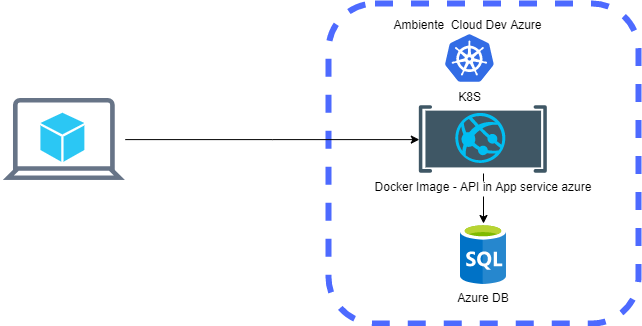 Ambiente Cloud Dev Azure
K8S
Docker Image - API in App service azure
SQL
Azure DB